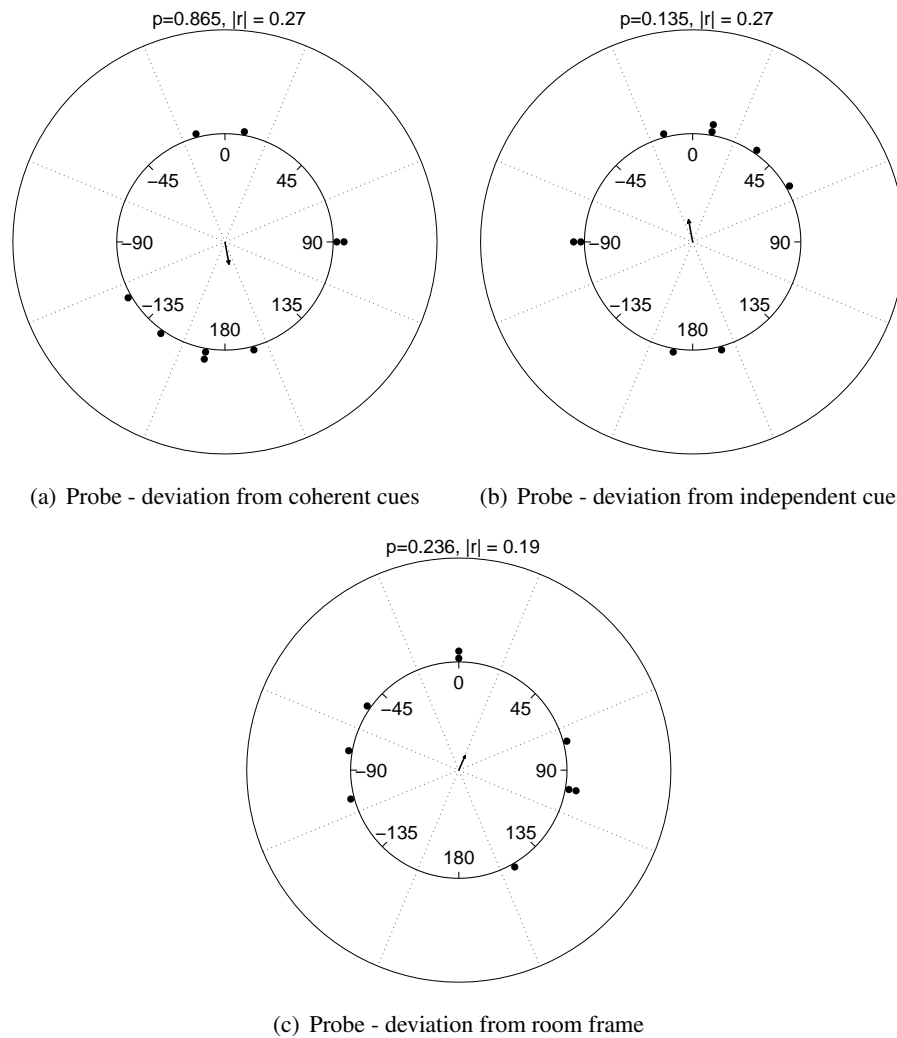 p=0.865, |r| = 0.27
0
−45 45
−90 90
−135 135
180
(a) Probe - deviation from coherent cues
p=0.135, |r| = 0.27
0
−45 45
−90 90
−135 135
180
(b) Probe - deviation from independent cue
p=0.236, |r| = 0.19
0
−45 45
−90 90
−135 135
180
(c) Probe - deviation from room frame